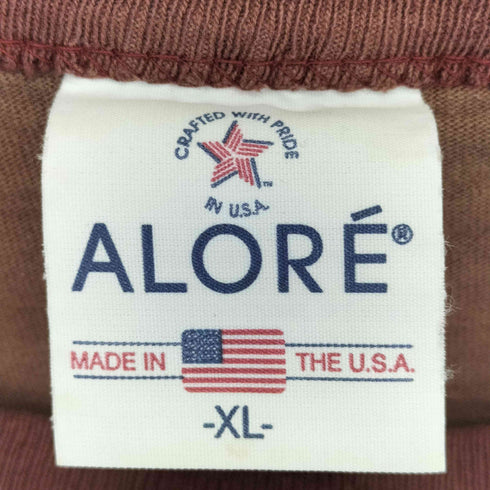 CRAFTED WITH PRIDE
™
IN U.S.A.
ALORÉ®
MADE IN THE U.S.A.
-XL-